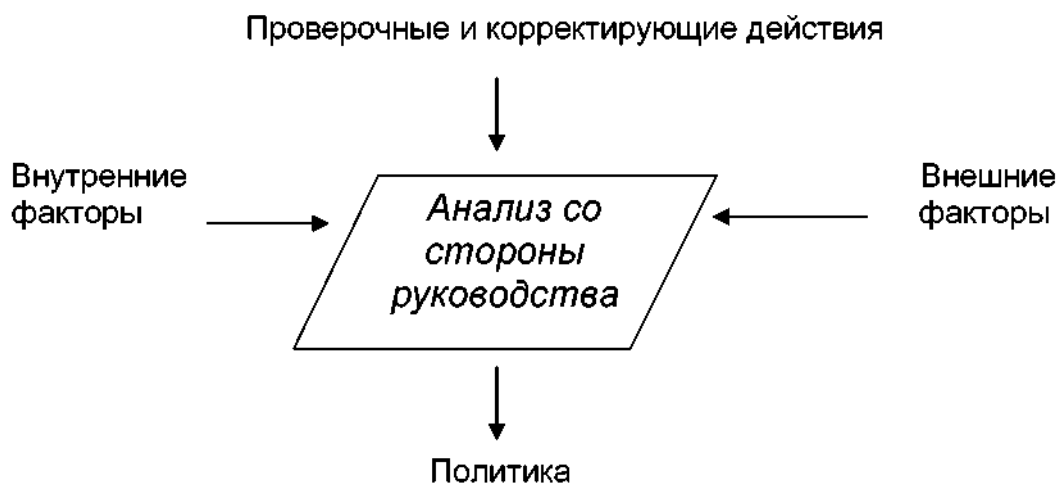 Проверочные и корректирующие действия
Внутренние
факторы
Анализ со
стороны
руководства
Внешние
факторы
Политика